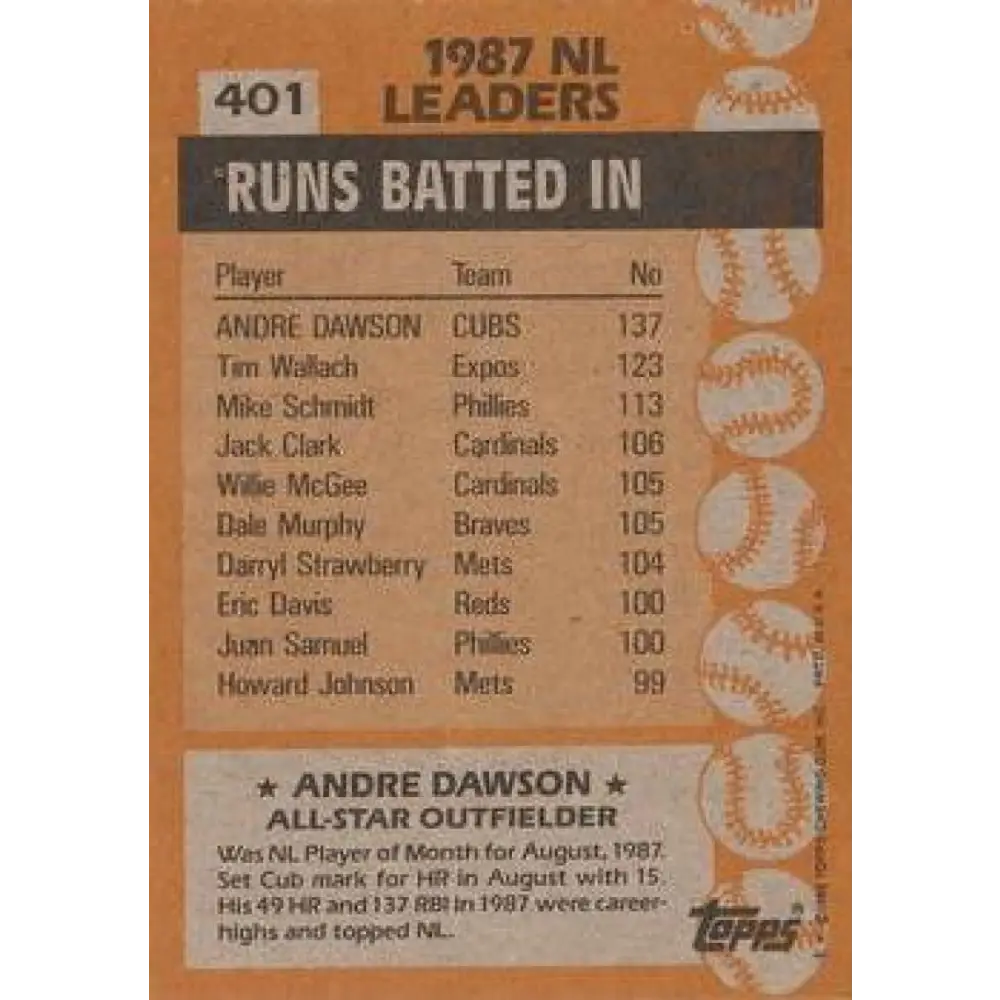 1987 NL
LEADERS
401
RUNS BATTED IN
Player Team No
ANDRE DAWSON CUBS 137
Tim Wallach Expos 123
Mike Schmidt Phillies 113
Jack Clark Cardinals 106
Willie McGee Cardinals 105
Dale Murphy Braves 105
Darryl Strawberry Mets 104
Eric Davis Reds 100
Juan Samuel Phillies 100
Howard Johnson Mets 99
★ ANDRE DAWSON ★
ALL-STAR OUTFIELDER
Was NL Player of Month for August, 1987.
Set Cub mark for HR in August with 15.
His 49 HR and 137 RBI in 1987 were career-
highs and topped NL.
Topps®
TOPPS CHEWING GUM, INC.